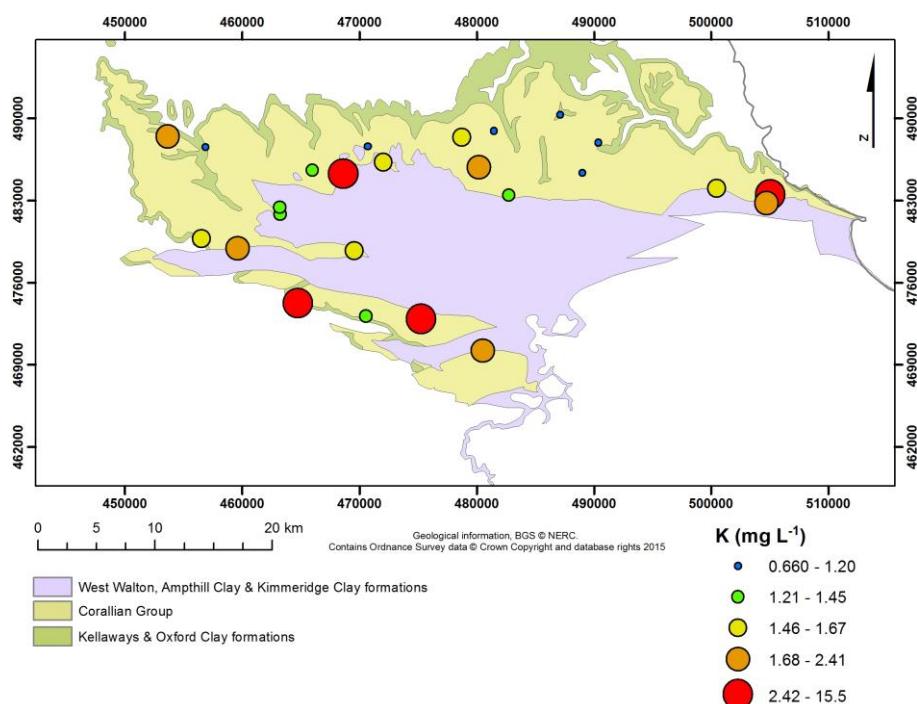 450000 460000 470000 480000 490000 500000 510000
490000 490000
N
483000 483000
476000 476000
469000 469000
462000 462000
450000 460000 470000 480000 490000 500000 510000
0 5 10 20 km
Geological information, BGS © NERC.
Contains Ordnance Survey data © Crown Copyright and database rights 2015
West Walton, Ampthill Clay & Kimmeridge Clay formations
Corallian Group
Kellaways & Oxford Clay formations
K (mg L⁻¹)
0.660 - 1.20
1.21 - 1.45
1.46 - 1.67
1.68 - 2.41
2.42 - 15.5